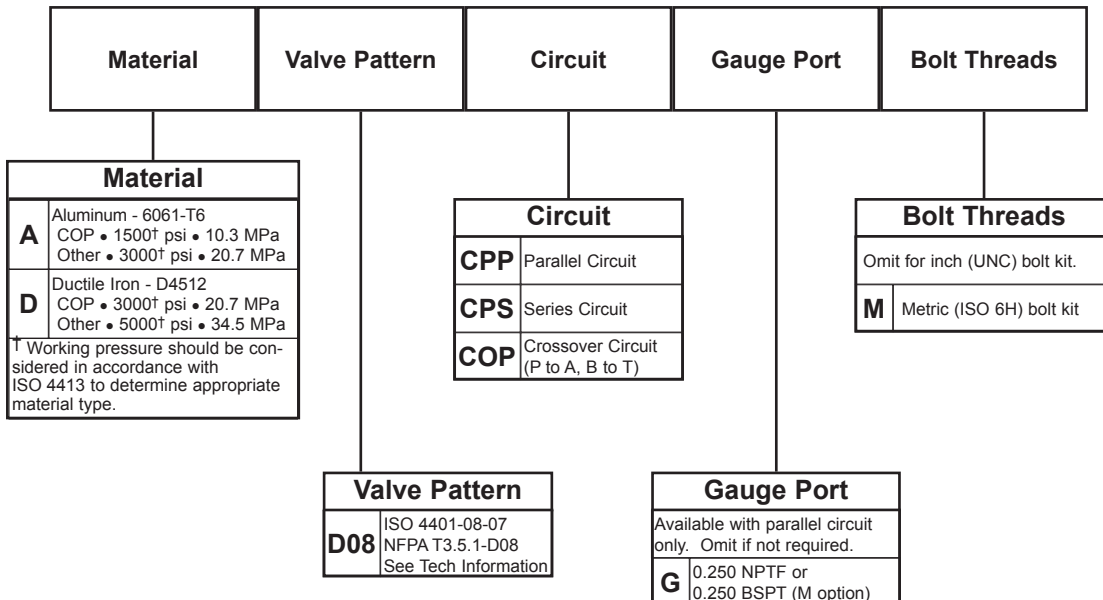 Material
Valve Pattern
Circuit
Gauge Port
Bolt Threads
Material
A
Aluminum - 6061-T6
COP • 1500† psi • 10.3 MPa
Other • 3000† psi • 20.7 MPa
D
Ductile Iron - D4512
COP • 3000† psi • 20.7 MPa
Other • 5000† psi • 34.5 MPa
† Working pressure should be con-
sidered in accordance with
ISO 4413 to determine appropriate
material type.
Circuit
CPP Parallel Circuit
CPS Series Circuit
COP Crossover Circuit
(P to A, B to T)
Bolt Threads
Omit for inch (UNC) bolt kit.
M Metric (ISO 6H) bolt kit
Valve Pattern
D08
ISO 4401-08-07
NFPA T3.5.1-D08
See Tech Information
Gauge Port
Available with parallel circuit
only. Omit if not required.
G
0.250 NPTF or
0.250 BSPT (M option)